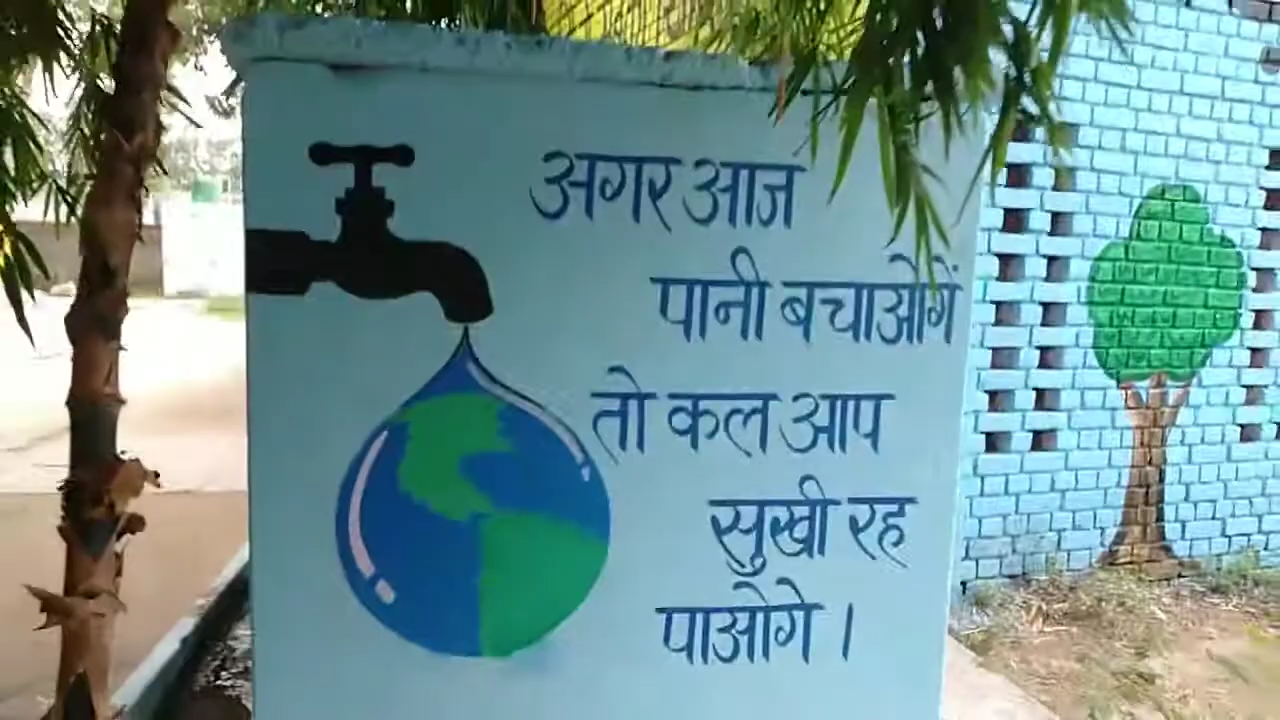 अगर आज
पानी बचाओगें
तो कल आप
सुखी रह
पाओगे ।